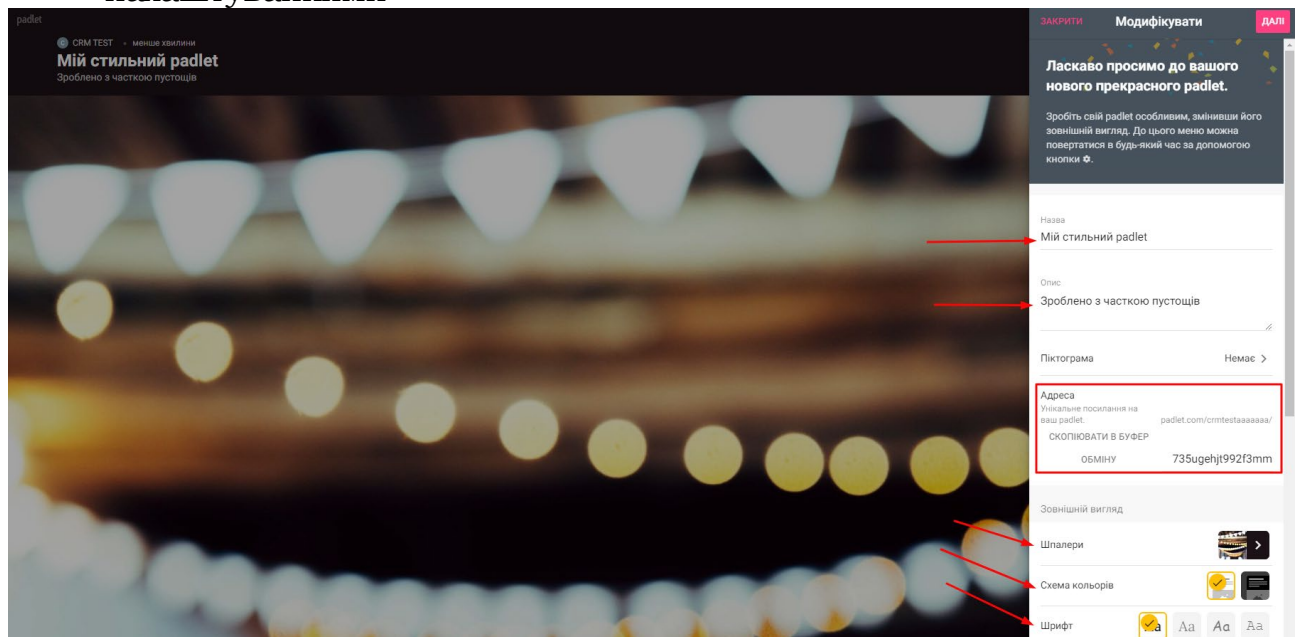 налаштуваннями
padlet
CRM TEST • менше хвилини
Мій стильний padlet
Зроблено з часткою пустощів
ЗАКРИТИ Модифікувати ДАЛІ
Ласкаво просимо до вашого
нового прекрасного padlet.
Зробіть свій padlet особливим, змінивши його
зовнішній вигляд. До цього меню можна
повертатися в будь-який час за допомогою
кнопки ⚙.
Назва
Мій стильний padlet
Опис
Зроблено з часткою пустощів
Піктограма Немає >
Адреса
Унікальне посилання на
ваш padlet. padlet.com/crmtestaaaaaaa/
СКОПІЮВАТИ В БУФЕР
ОБМІНУ 735ugehjt992f3mm
Зовнішній вигляд
Шпалери
Схема кольорів
Шрифт Aa Aa Aa Aa